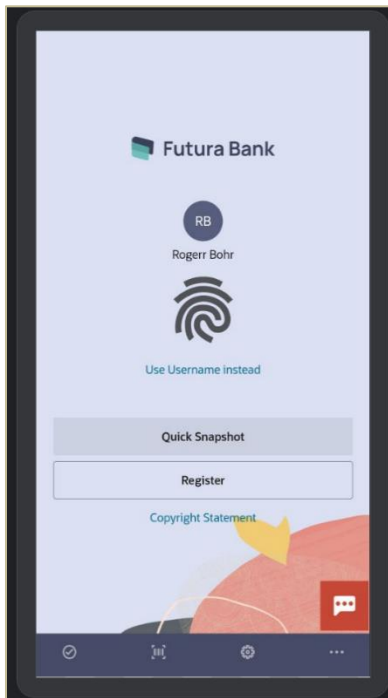 Futura Bank
RB
Rogerr Bohr
Use Username instead
Quick Snapshot
Register
Copyright Statement